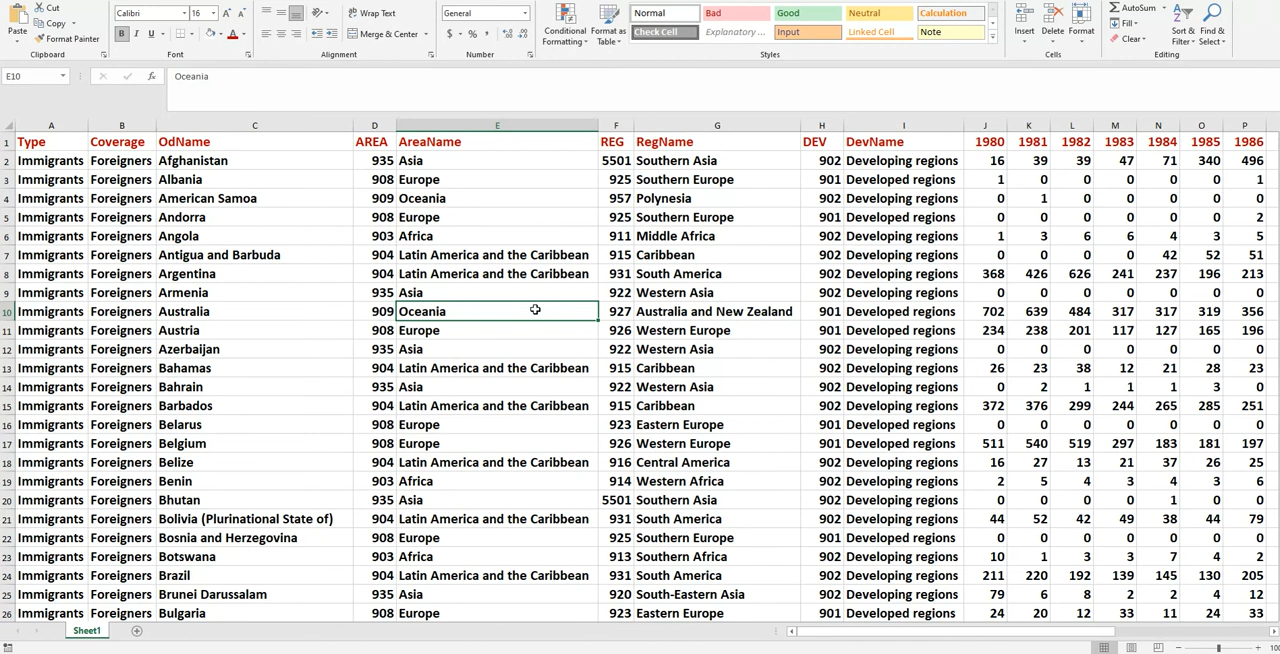 Cut
Copy
Format Painter
Paste
Clipboard
Calibri
16
A
A
B
I
U
A
Font
Wrap Text
Merge & Center
Alignment
General
$
%
Number
Conditional Formatting
Format as Table
Normal
Bad
Good
Neutral
Calculation
Check Cell
Explanatory ...
Input
Linked Cell
Note
Styles
Insert
Delete
Format
Cells
AutoSum
Fill
Clear
Sort & Filter
Find & Select
Editing
E10
fx
Oceania
A B C D E F G H I J K L M N O P
1 Type Coverage OdName AREA AreaName REG RegName DEV DevName 1980 1981 1982 1983 1984 1985 1986
2 Immigrants Foreigners Afghanistan 935 Asia 5501 Southern Asia 902 Developing regions 16 39 39 47 71 340 496
3 Immigrants Foreigners Albania 908 Europe 925 Southern Europe 901 Developed regions 1 0 0 0 0 0 1
4 Immigrants Foreigners American Samoa 909 Oceania 957 Polynesia 902 Developing regions 0 1 0 0 0 0 0
5 Immigrants Foreigners Andorra 908 Europe 925 Southern Europe 901 Developed regions 0 0 0 0 0 0 2
6 Immigrants Foreigners Angola 903 Africa 911 Middle Africa 902 Developing regions 1 3 6 6 4 3 5
7 Immigrants Foreigners Antigua and Barbuda 904 Latin America and the Caribbean 915 Caribbean 902 Developing regions 0 0 0 0 42 52 51
8 Immigrants Foreigners Argentina 904 Latin America and the Caribbean 931 South America 902 Developing regions 368 426 626 241 237 196 213
9 Immigrants Foreigners Armenia 935 Asia 922 Western Asia 902 Developing regions 0 0 0 0 0 0 0
10 Immigrants Foreigners Australia 909 Oceania 927 Australia and New Zealand 901 Developed regions 702 639 484 317 317 319 356
11 Immigrants Foreigners Austria 908 Europe 926 Western Europe 901 Developed regions 234 238 201 117 127 165 196
12 Immigrants Foreigners Azerbaijan 935 Asia 922 Western Asia 902 Developing regions 0 0 0 0 0 0 0
13 Immigrants Foreigners Bahamas 904 Latin America and the Caribbean 915 Caribbean 902 Developing regions 26 23 38 12 21 28 23
14 Immigrants Foreigners Bahrain 935 Asia 922 Western Asia 902 Developing regions 0 2 1 1 1 3 0
15 Immigrants Foreigners Barbados 904 Latin America and the Caribbean 915 Caribbean 902 Developing regions 372 376 299 244 265 285 251
16 Immigrants Foreigners Belarus 908 Europe 923 Eastern Europe 901 Developed regions 0 0 0 0 0 0 0
17 Immigrants Foreigners Belgium 908 Europe 926 Western Europe 901 Developed regions 511 540 519 297 183 181 197
18 Immigrants Foreigners Belize 904 Latin America and the Caribbean 916 Central America 902 Developing regions 16 27 13 21 37 26 25
19 Immigrants Foreigners Benin 903 Africa 914 Western Africa 902 Developing regions 2 5 4 3 4 3 6
20 Immigrants Foreigners Bhutan 935 Asia 5501 Southern Asia 902 Developing regions 0 0 0 0 1 0 0
21 Immigrants Foreigners Bolivia (Plurinational State of) 904 Latin America and the Caribbean 931 South America 902 Developing regions 44 52 42 49 38 44 79
22 Immigrants Foreigners Bosnia and Herzegovina 908 Europe 925 Southern Europe 901 Developed regions 0 0 0 0 0 0 0
23 Immigrants Foreigners Botswana 903 Africa 913 Southern Africa 902 Developing regions 10 1 3 3 7 4 2
24 Immigrants Foreigners Brazil 904 Latin America and the Caribbean 931 South America 902 Developing regions 211 220 192 139 145 130 205
25 Immigrants Foreigners Brunei Darussalam 935 Asia 920 South-Eastern Asia 902 Developing regions 79 6 8 2 2 4 12
26 Immigrants Foreigners Bulgaria 908 Europe 923 Eastern Europe 901 Developed regions 24 20 12 33 11 24 33
Sheet1
100